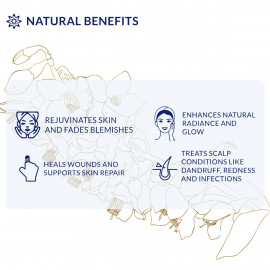 NATURAL BENEFITS
REJUVINATES SKIN
AND FADES BLEMISHES
ENHANCES NATURAL
RADIANCE AND
GLOW
HEALS WOUNDS AND
SUPPORTS SKIN REPAIR
TREATS SCALP
CONDITIONS LIKE
DANDRUFF, REDNESS
AND INFECTIONS